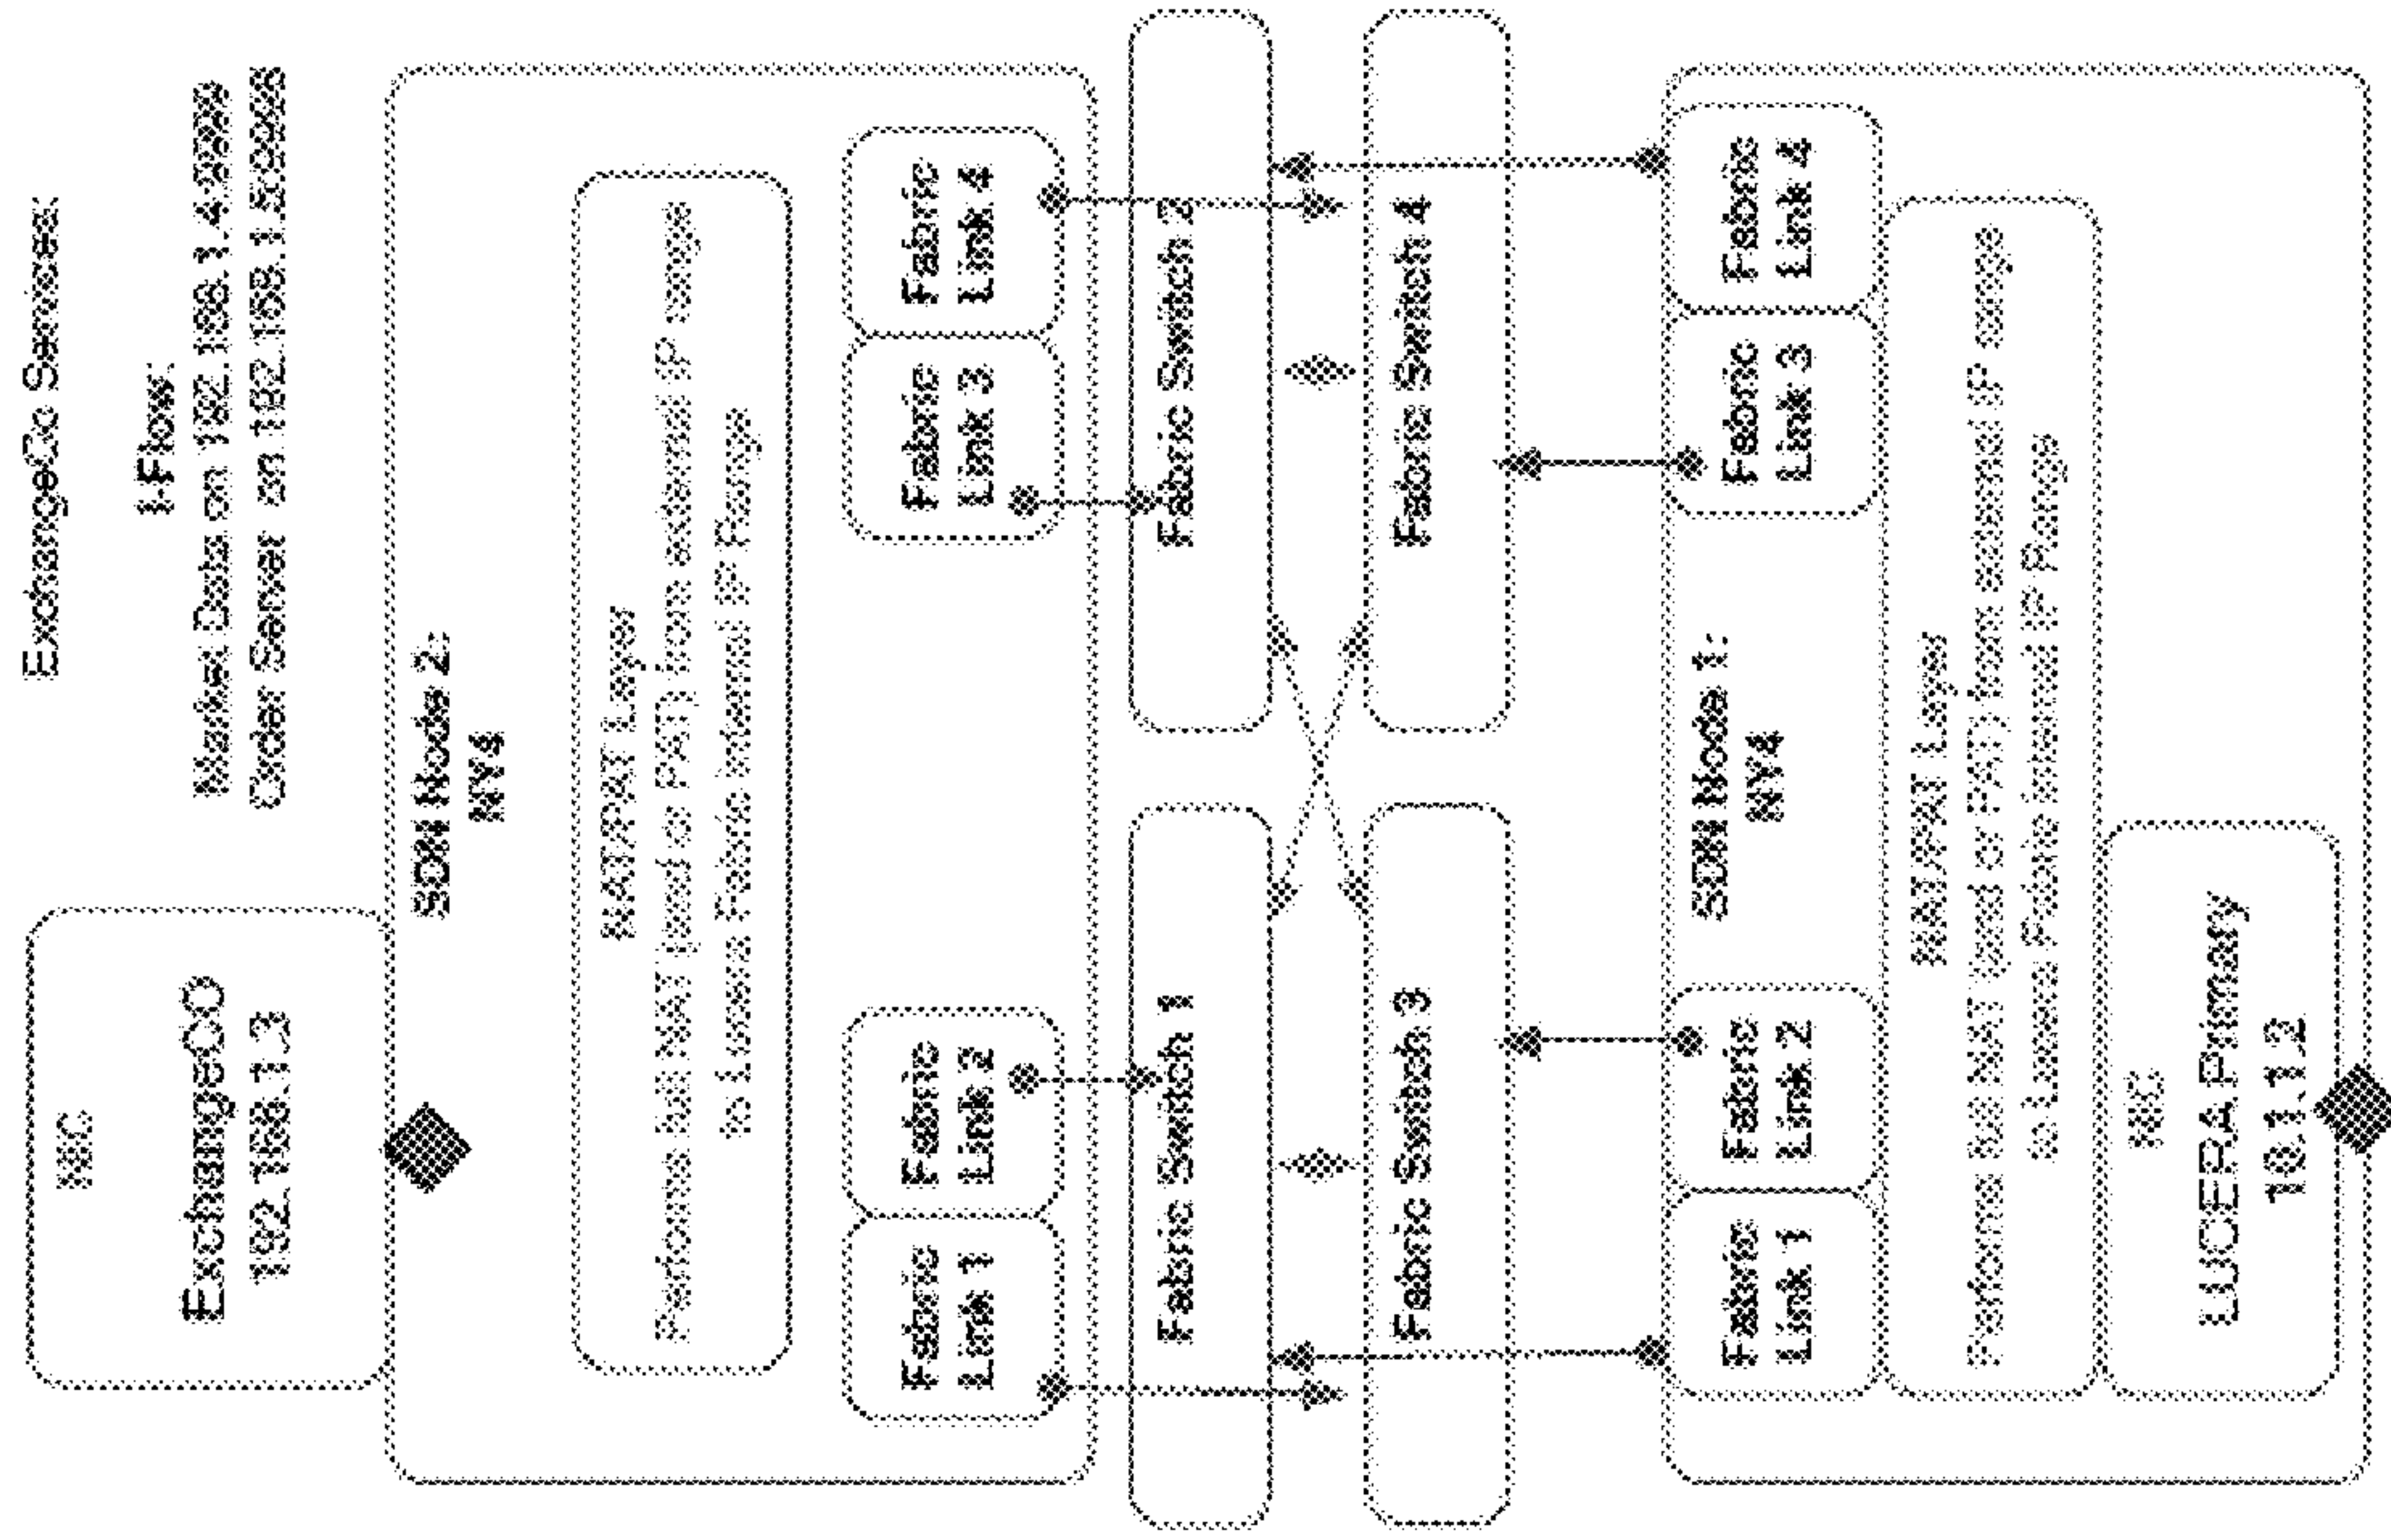 ExchangeCo Services:
I-Flow:
Market Data on 192.168.1.4:
Order Server on 192.168.1.5:
NIC
ExchangeCO
192.168.1.3
SDN Node 2:
NY4
NAT/PAT Layer
Performs full NAT (and or PAT) from external IP range
to Lucera Fabric internal IP Range
Fabric
Link 1
Fabric
Link 2
Fabric
Link 3
Fabric
Link 4
Fabric Switch 1
Fabric Switch 2
Fabric Switch 3
Fabric Switch 4
Fabric
Link 1
Fabric
Link 2
SDN Node 1:
NY4
Fabric
Link 3
Fabric
Link 4
NAT/PAT Layer
Performs full NAT (and or PAT) from external IP range
to Lucera Fabric internal IP Range
NIC
LUCERA Primary
10.1.1.2